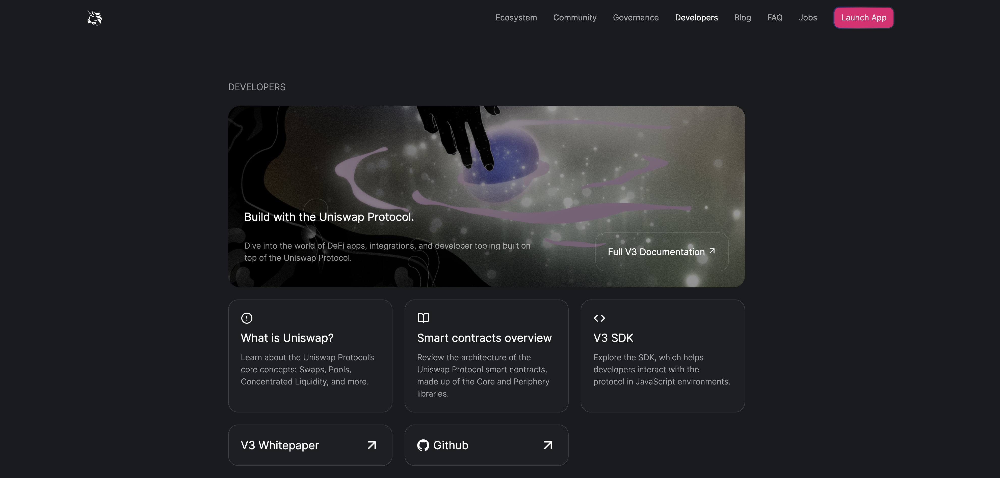 Ecosystem Community Governance Developers Blog FAQ Jobs Launch App
DEVELOPERS
Build with the Uniswap Protocol.
Dive into the world of DeFi apps, integrations, and developer tooling built on
top of the Uniswap Protocol.
Full V3 Documentation
What is Uniswap?
Learn about the Uniswap Protocol’s
core concepts: Swaps, Pools,
Concentrated Liquidity, and more.
Smart contracts overview
Review the architecture of the
Uniswap Protocol smart contracts,
made up of the Core and Periphery
libraries.
V3 SDK
Explore the SDK, which helps
developers interact with the
protocol in JavaScript environments.
V3 Whitepaper
Github